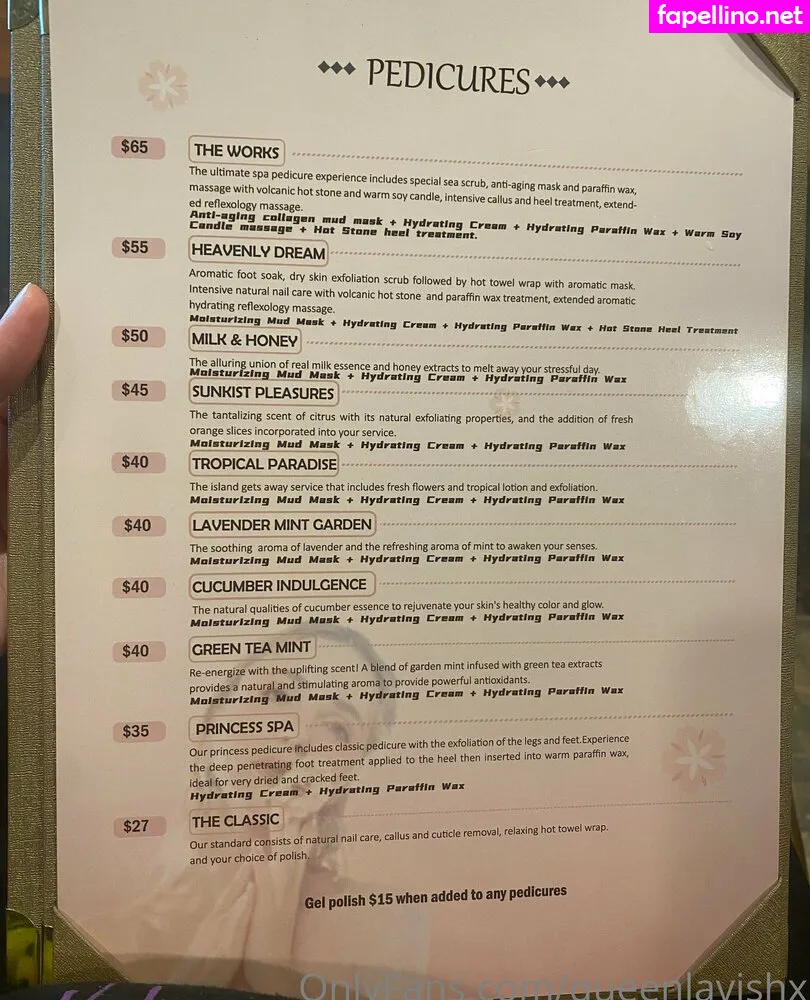 fapellino.net
PEDICURES
$65 THE WORKS
The ultimate spa pedicure experience includes special sea scrub, anti-aging mask and paraffin wax,
massage with volcanic hot stone and warm soy candle, intensive callus and heel treatment, extend-
ed reflexology massage.
Anti-aging collagen mud mask + Hydrating Cream + Hydrating Paraffin Wax + Warm Soy
Candle massage + Hot Stone heel treatment.
$55 HEAVENLY DREAM
Aromatic foot soak, dry skin exfoliation scrub followed by hot towel wrap with aromatic mask.
Intensive natural nail care with volcanic hot stone and paraffin wax treatment, extended aromatic
hydrating reflexology massage.
Moisturizing Mud Mask + Hydrating Cream + Hydrating Paraffin Wax + Hot Stone Heel Treatment
$50 MILK & HONEY
The alluring union of real milk essence and honey extracts to melt away your stressful day.
Moisturizing Mud Mask + Hydrating Cream + Hydrating Paraffin Wax
$45 SUNKIST PLEASURES
The tantalizing scent of citrus with its natural exfoliating properties, and the addition of fresh
orange slices incorporated into your service.
Moisturizing Mud Mask + Hydrating Cream + Hydrating Paraffin Wax
$40 TROPICAL PARADISE
The island gets away service that includes fresh flowers and tropical lotion and exfoliation.
Moisturizing Mud Mask + Hydrating Cream + Hydrating Paraffin Wax
$40 LAVENDER MINT GARDEN
The soothing aroma of lavender and the refreshing aroma of mint to awaken your senses.
Moisturizing Mud Mask + Hydrating Cream + Hydrating Paraffin Wax
$40 CUCUMBER INDULGENCE
The natural qualities of cucumber essence to rejuvenate your skin's healthy color and glow.
Moisturizing Mud Mask + Hydrating Cream + Hydrating Paraffin Wax
$40 GREEN TEA MINT
Re-energize with the uplifting scent! A blend of garden mint infused with green tea extracts
provides a natural and stimulating aroma to provide powerful antioxidants.
Moisturizing Mud Mask + Hydrating Cream + Hydrating Paraffin Wax
$35 PRINCESS SPA
Our princess pedicure includes classic pedicure with the exfoliation of the legs and feet.Experience
the deep penetrating foot treatment applied to the heel then inserted into warm paraffin wax,
ideal for very dried and cracked feet.
Hydrating Cream + Hydrating Paraffin Wax
$27 THE CLASSIC
Our standard consists of natural nail care, callus and cuticle removal, relaxing hot towel wrap.
and your choice of polish.
Gel polish $15 when added to any pedicures
OnlyFans.com/queenlavishx